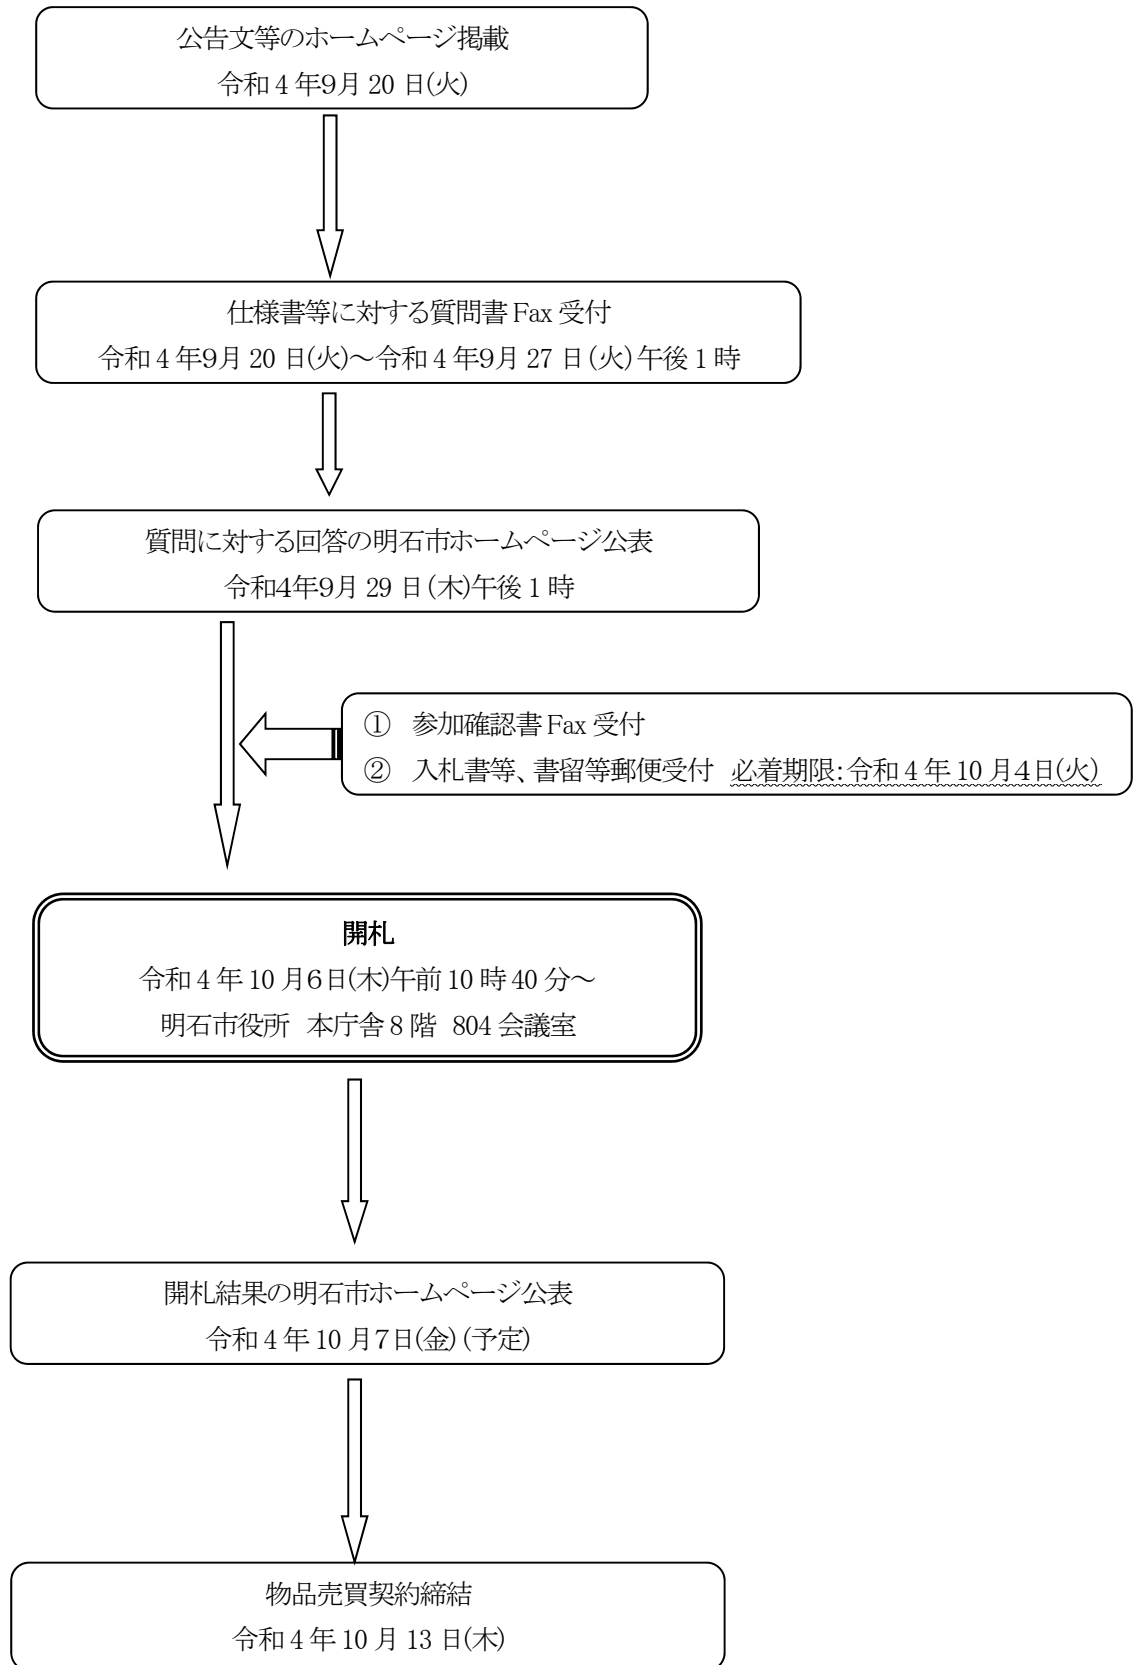 公告文等のホームページ掲載
令和4年9月20日(火)
仕様書等に対する質問書Fax受付
令和4年9月20日(火)～令和4年9月27日(火)午後1時
質問に対する回答の明石市ホームページ公表
令和4年9月29日(木)午後1時
① 参加確認書Fax受付
② 入札書等、書留等郵便受付 必着期限:令和4年10月4日(火)
開札
令和4年10月6日(木)午前10時40分～
明石市役所 本庁舎8階 804会議室
開札結果の明石市ホームページ公表
令和4年10月7日(金)(予定)
物品売買契約締結
令和4年10月13日(木)